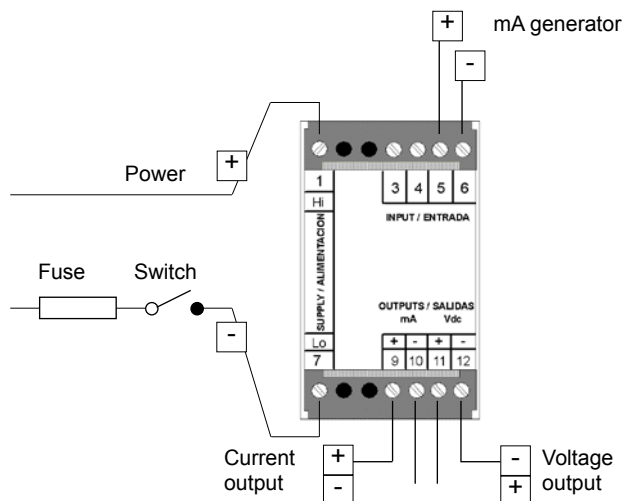 + mA generator
-
+
Power
1
3 4 5 6
Hi
INPUT / ENTRADA
SUPPLY / ALIMENTACION
Fuse Switch
-
OUTPUTS / SALIDAS
mA Vdc
Lo + - + -
7 9 10 11 12
Current + - Voltage
output - + output